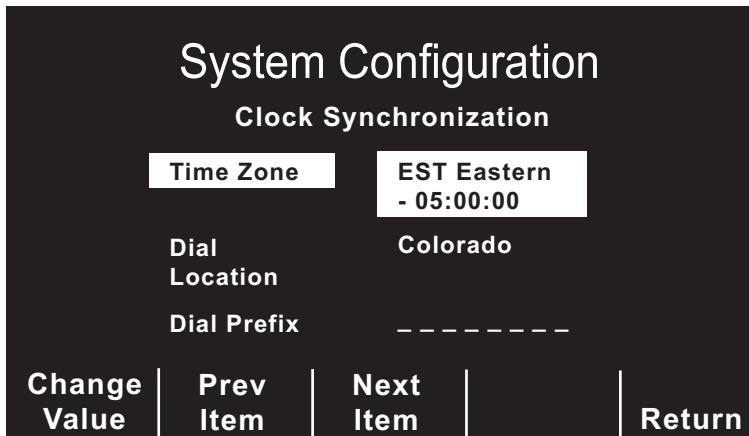 System Configuration
Clock Synchronization
Time Zone EST Eastern
- 05:00:00
Dial Colorado
Location
Dial Prefix _ _ _ _ _ _ _ _
Change Prev Next
Value Item Item Return